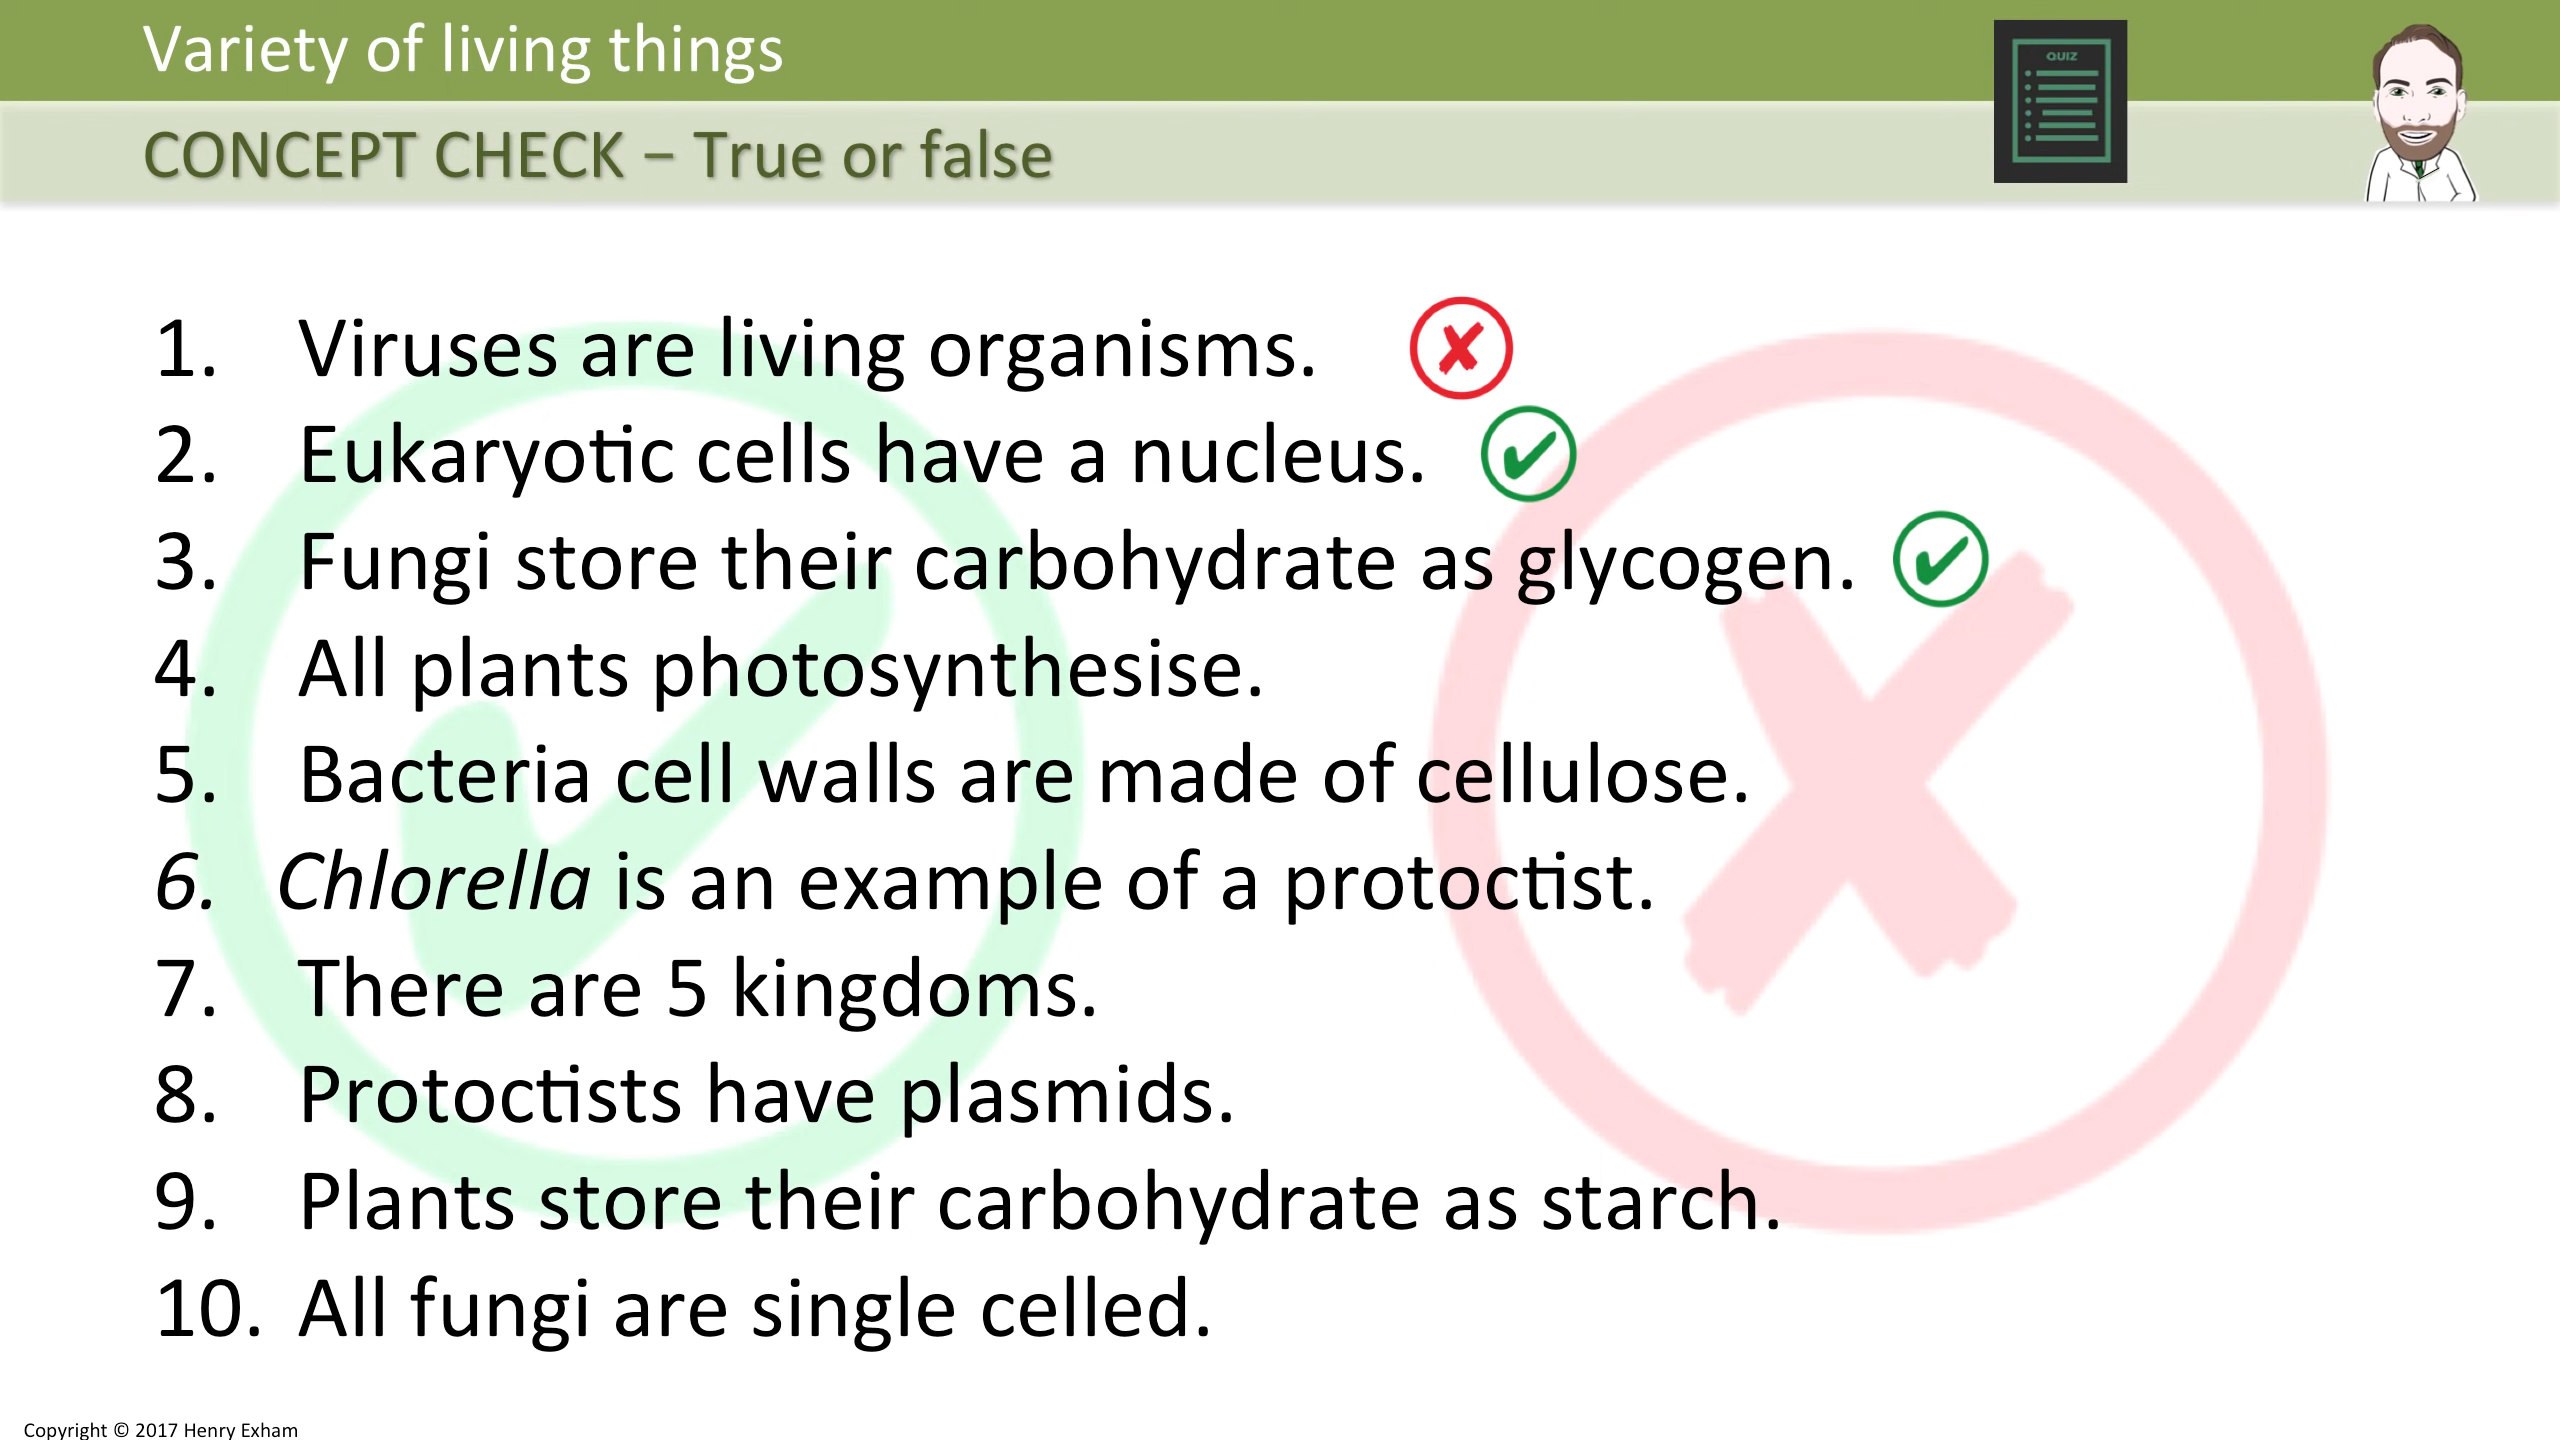 Variety of living things
QUIZ
CONCEPT CHECK – True or false
1. Viruses are living organisms.
2. Eukaryotic cells have a nucleus.
3. Fungi store their carbohydrate as glycogen.
4. All plants photosynthesise.
5. Bacteria cell walls are made of cellulose.
6. Chlorella is an example of a protoctist.
7. There are 5 kingdoms.
8. Protoctists have plasmids.
9. Plants store their carbohydrate as starch.
10. All fungi are single celled.
Copyright © 2017 Henry Exham